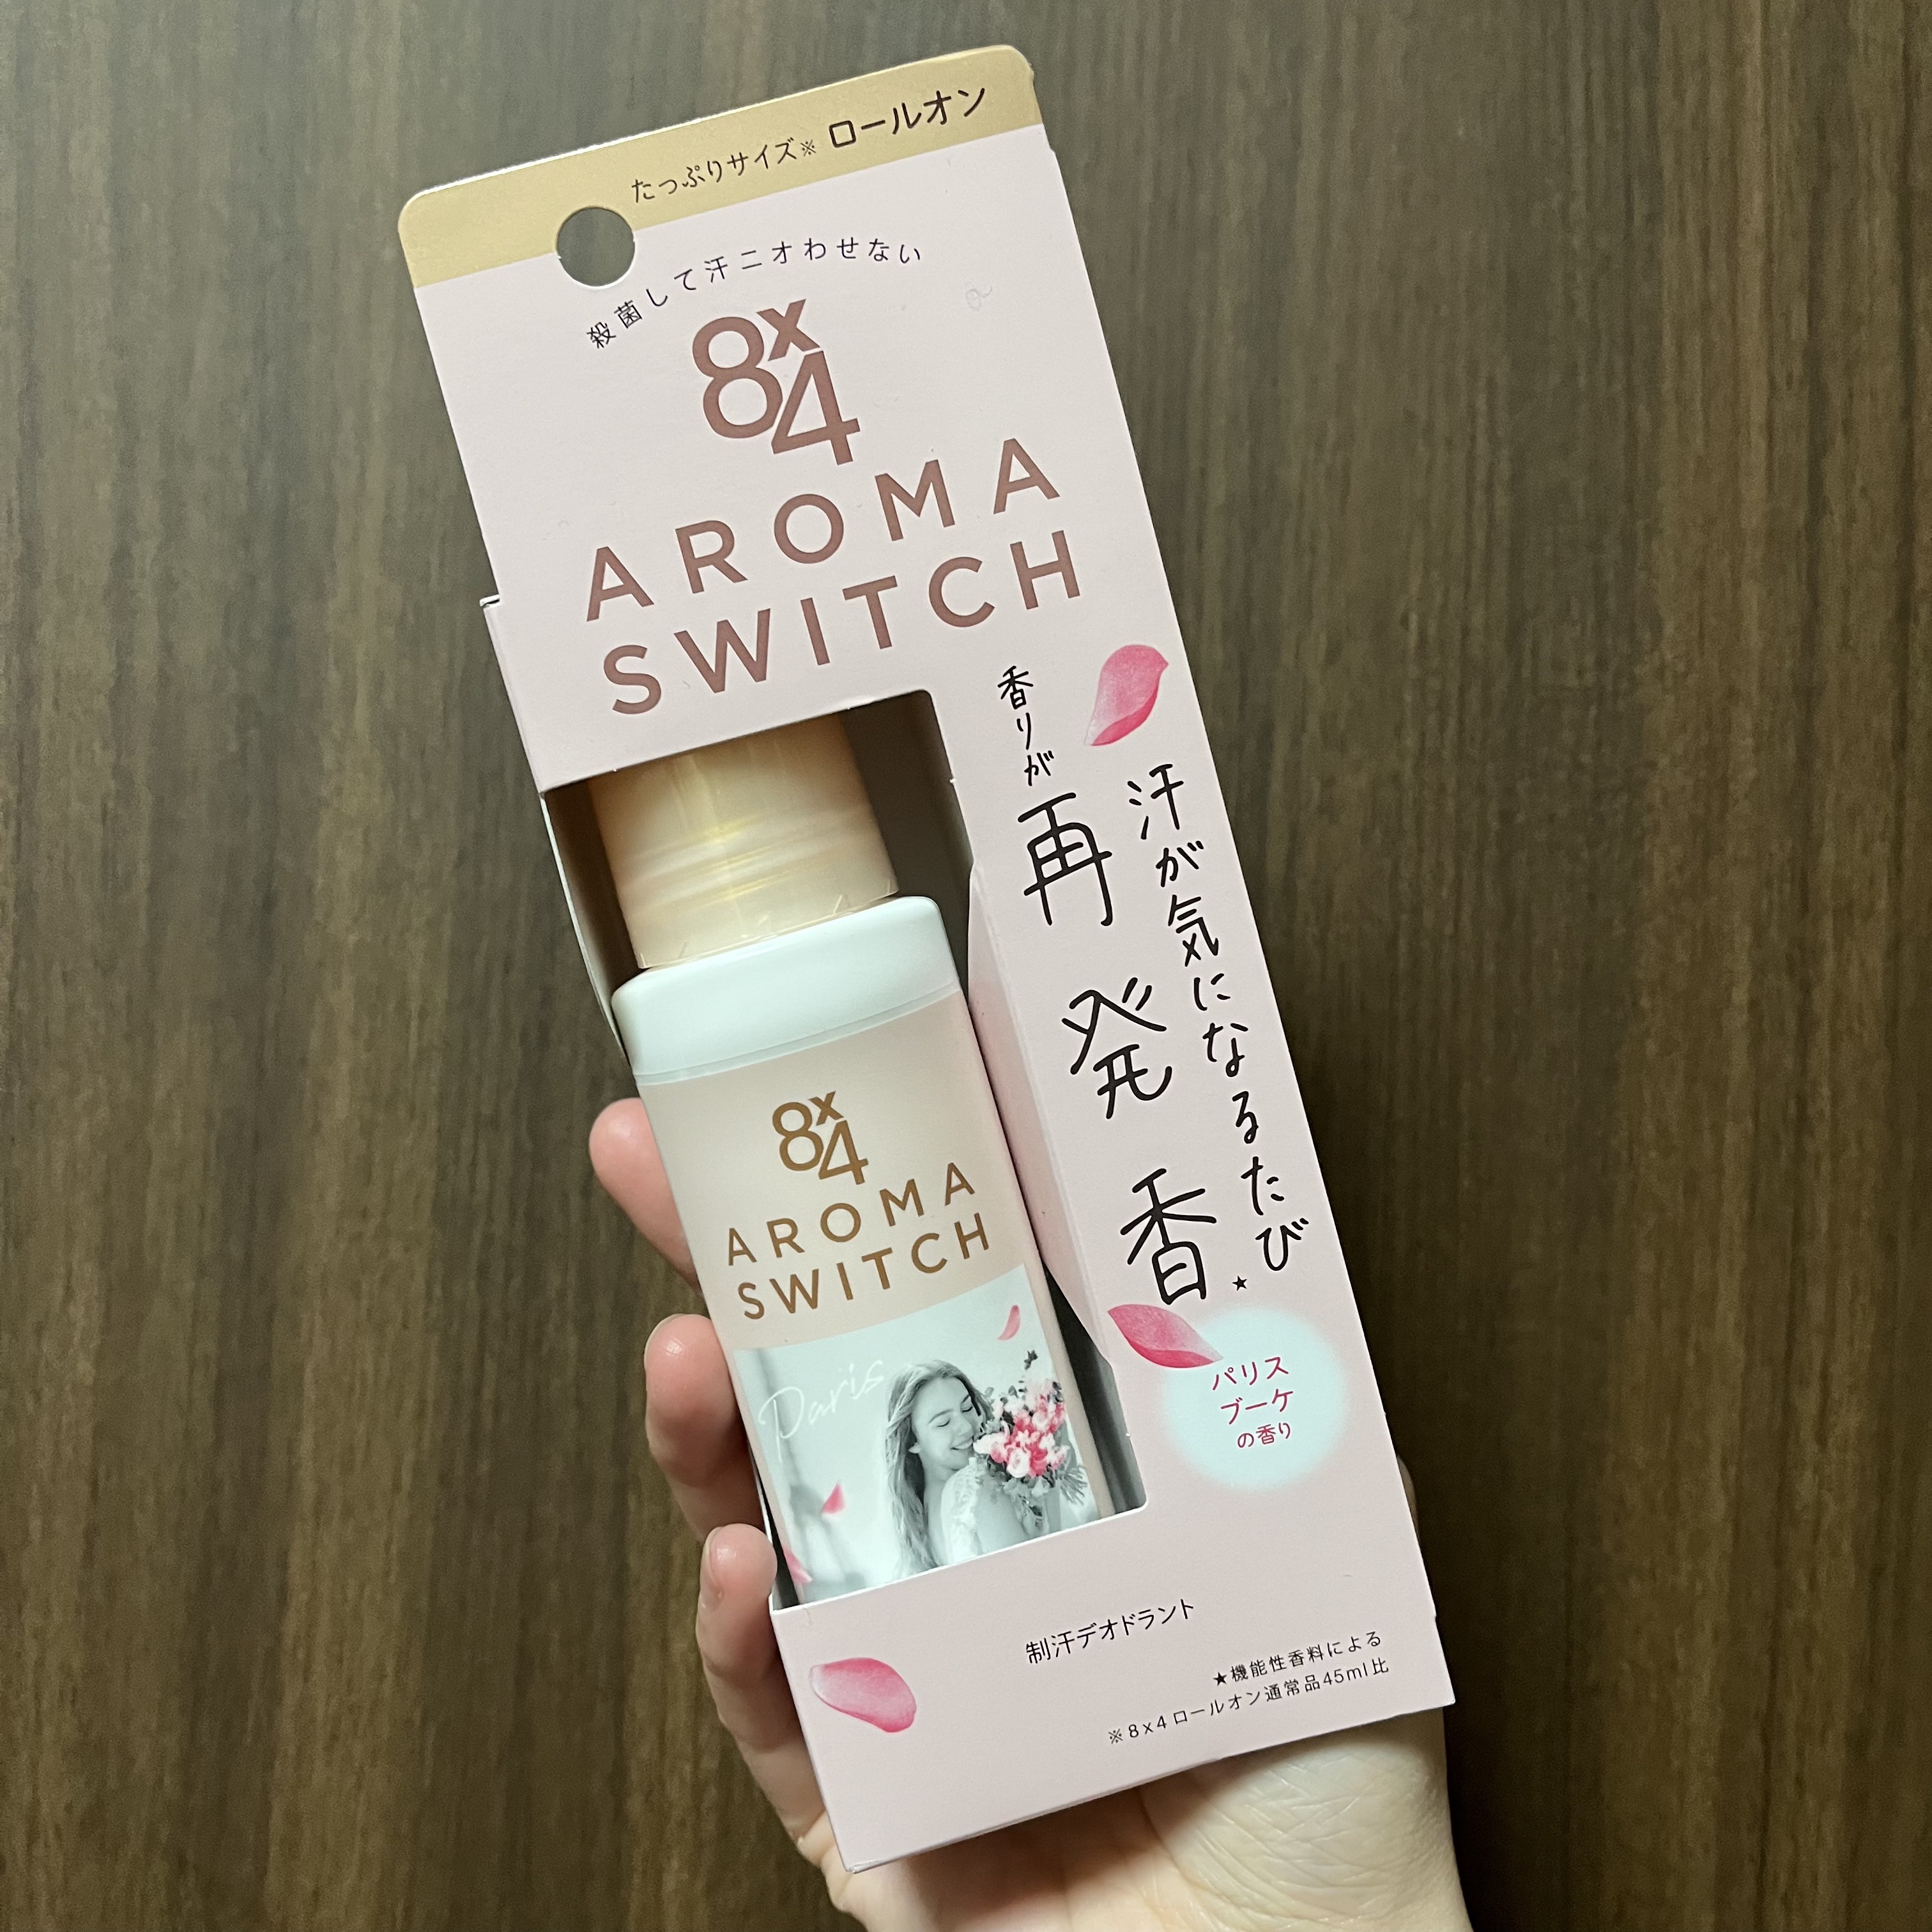 たっぷりサイズ※ ロールオン
殺菌して汗ニオわせない
8x4
AROMA
SWITCH
汗が気になるたび
香りが
再発香★
パリス
ブーケ
の香り
8x4
AROMA
SWITCH
Paris
制汗デオドラント
★機能性香料による
※8x4ロールオン通常品45ml比